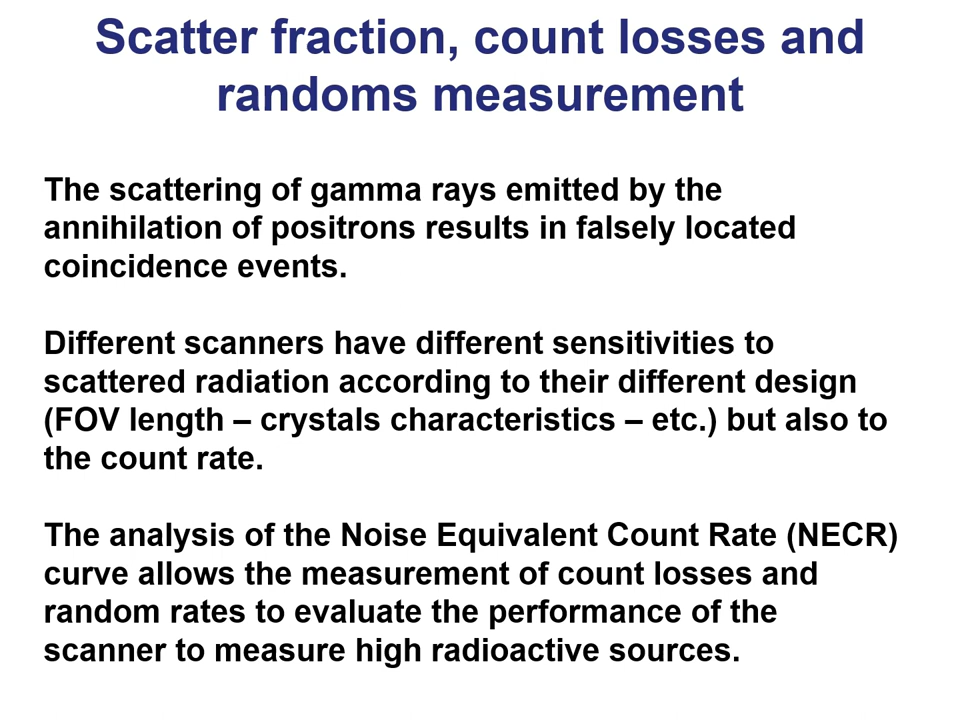 Scatter fraction, count losses and
randoms measurement
The scattering of gamma rays emitted by the
annihilation of positrons results in falsely located
coincidence events.
Different scanners have different sensitivities to
scattered radiation according to their different design
(FOV length – crystals characteristics – etc.) but also to
the count rate.
The analysis of the Noise Equivalent Count Rate (NECR)
curve allows the measurement of count losses and
random rates to evaluate the performance of the
scanner to measure high radioactive sources.